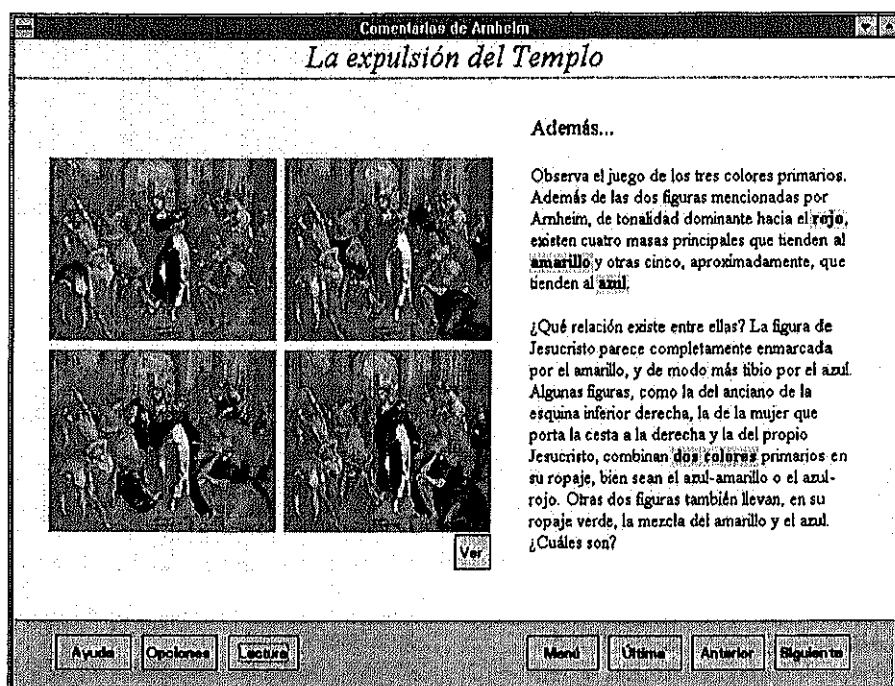 Comentarios de Arnheim
La expulsión del Templo
Además...
Observa el juego de los tres colores primarios.
Además de las dos figuras mencionadas por
Arnheim, de tonalidad dominante hacia el rojo,
existen cuatro masas principales que tienden al
amarillo y otras cinco, aproximadamente, que
tienden al azul.
¿Qué relación existe entre ellas? La figura de
Jesucristo parece completamente enmarcada
por el amarillo, y de modo más tibio por el azul.
Algunas figuras, como la del anciano de la
esquina inferior derecha, la de la mujer que
porta la cesta a la derecha y la del propio
Jesucristo, combinan dos colores primarios en
su ropaje, bien sean el azul-amarillo o el azul-
rojo. Otras dos figuras también llevan, en su
ropaje verde, la mezcla del amarillo y el azul.
¿Cuáles son?
Ver
Ayuda Opciones Lectura Menú Última Anterior Siguiente